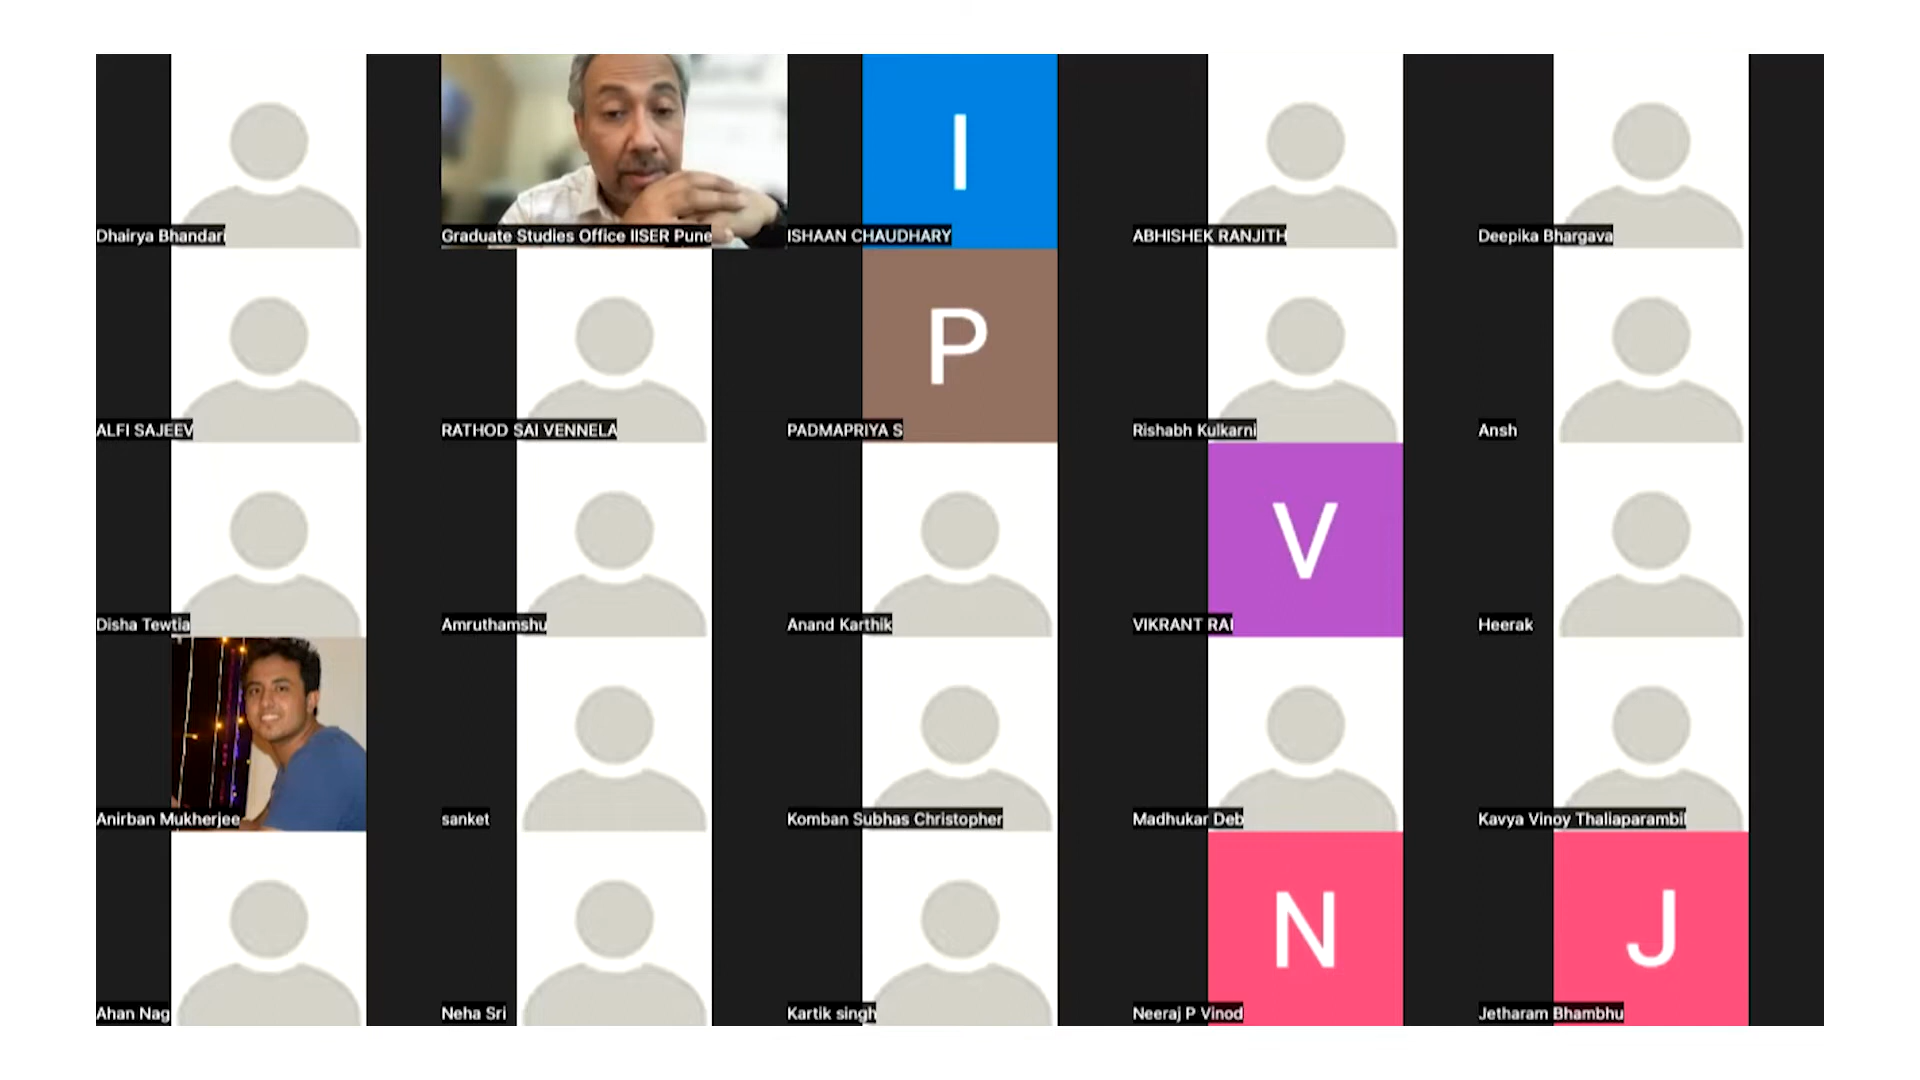 Dhairya Bhandari
Graduate Studies Office IISER Pune
I
ISHAAN CHAUDHARY
ABHISHEK RANJITH
Deepika Bhargava
ALFI SAJEEV
RATHOD SAI VENNELA
P
PADMAPRIYA S
Rishabh Kulkarni
Ansh
Disha Tewtia
Amruthamshu
Anand Karthik
V
VIKRANT RAI
Heerak
Anirban Mukherjee
sanket
Komban Subhas Christopher
Madhukar Deb
Kavya Vinoy Thaliaparambil
Ahan Nag
Neha Sri
Kartik singh
N
Neeraj P Vinod
J
Jetharam Bhambhu